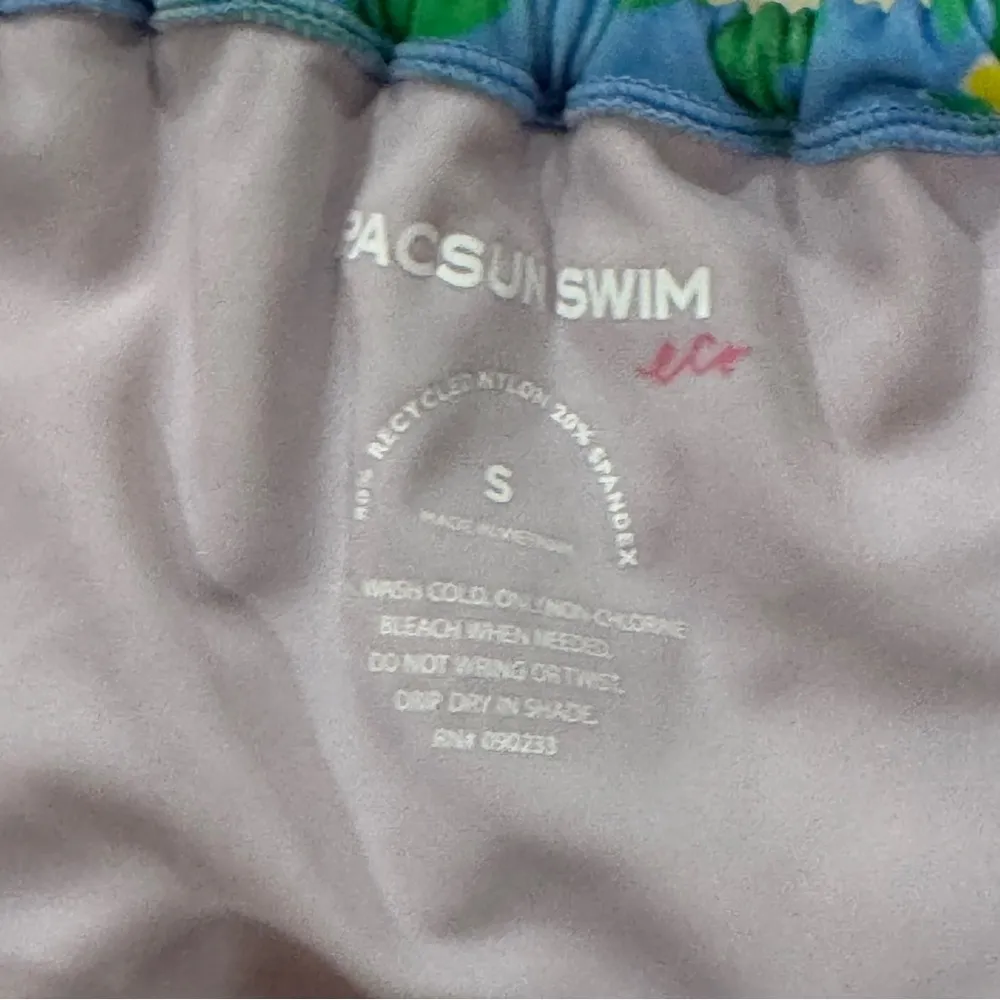 PACSUN SWIM
eco
80% RECYCLED NYLON 20% SPANDEX
S
MADE IN VIETNAM
WASH COLD. ONLY NON-CHLORINE
BLEACH WHEN NEEDED.
DO NOT WRING OR TWIST.
DRIP DRY IN SHADE.
RN# 090233